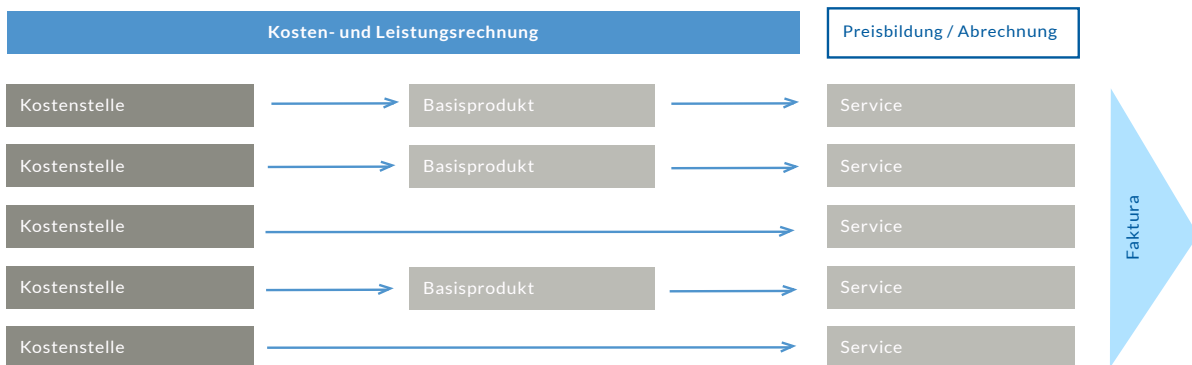 Kosten- und Leistungsrechnung
Preisbildung / Abrechnung
Kostenstelle
Basisprodukt
Service
Kostenstelle
Basisprodukt
Service
Kostenstelle
Service
Kostenstelle
Basisprodukt
Service
Kostenstelle
Service
Faktura